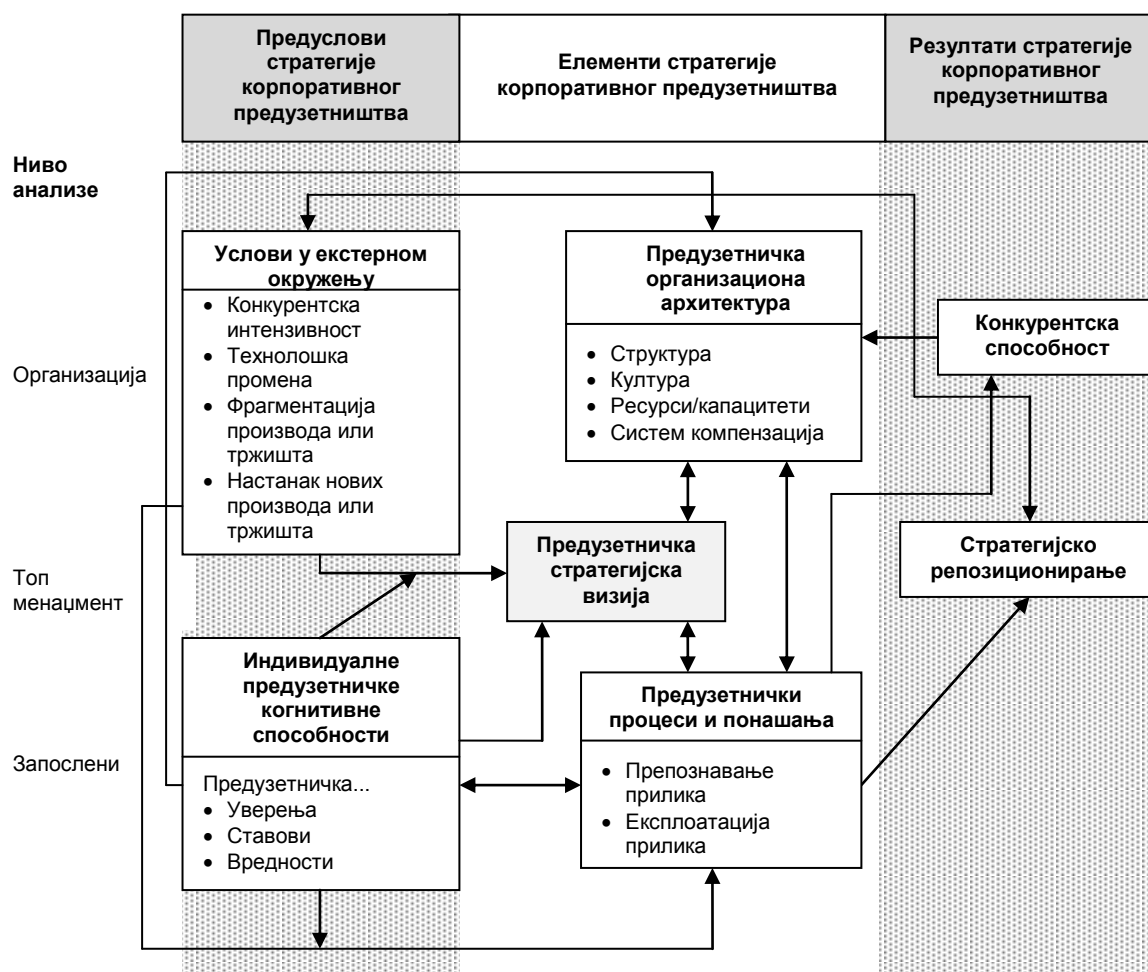 Предуслови
стратегије
корпоративног
предузетништва
Елементи стратегије
корпоративног предузетништва
Резултати стратегије
корпоративног
предузетништва
Ниво
анализе
Организација
Топ
менаџмент
Запослени
Услови у екстерном
окружењу
• Конкурентска
интензивност
• Технолошка
промена
• Фрагментација
производа или
тржишта
• Настанак нових
производа или
тржишта
Индивидуалне
предузетничке
когнитивне
способности
Предузетничка...
• Уверења
• Ставови
• Вредности
Предузетничка
организациона
архитектура
• Структура
• Култура
• Ресурси/капацитети
• Систем компензација
Предузетничка
стратегијска
визија
Предузетнички
процеси и понашања
• Препознавање
прилика
• Експлоатација
прилика
Конкурентска
способност
Стратегијско
репозиционирање